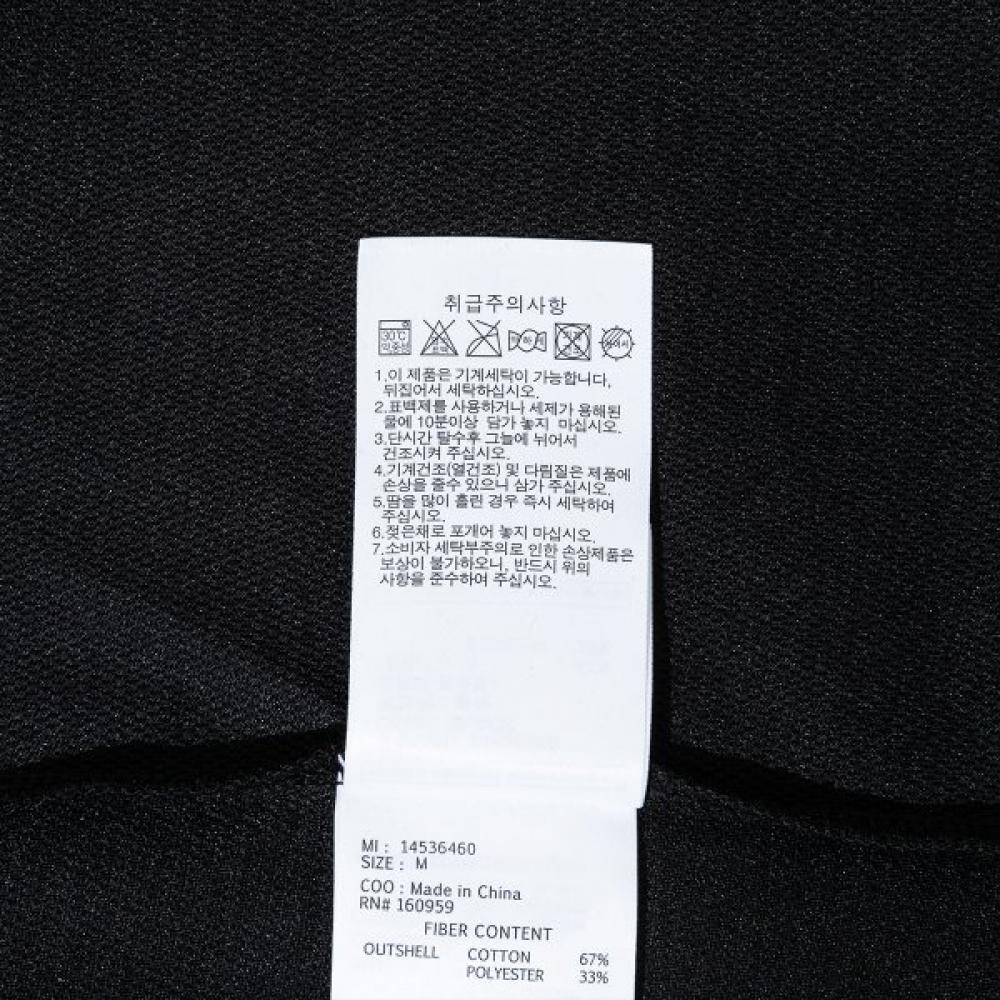 취급주의사항
30℃
약중성
1.이 제품은 기계세탁이 가능합니다,
뒤집어서 세탁하십시오.
2.표백제를 사용하거나 세제가 용해된
물에 10분이상 담가 놓지 마십시오.
3.단시간 탈수후 그늘에 뉘어서
건조시켜 주십시오.
4.기계건조(열건조) 및 다림질은 제품에
손상을 줄수 있으니 삼가 주십시오.
5.땀을 많이 흘린 경우 즉시 세탁하여
주십시오.
6.젖은채로 포개어 놓지 마십시오.
7.소비자 세탁부주의로 인한 손상제품은
보상이 불가하오니, 반드시 위의
사항을 준수하여 주십시오.
MI : 14536460
SIZE : M
COO : Made in China
RN# 160959
FIBER CONTENT
OUTSHELL COTTON 67%
POLYESTER 33%